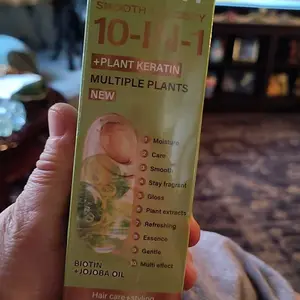 SMOOTH
10-IN-1
+PLANT KERATIN
MULTIPLE PLANTS
NEW
Moisture
Care
Smooth
Stay fragrant
Gloss
Plant extracts
Refreshing
Essence
Gentle
Multi effect
BIOTIN
+JOJOBA OIL
Hair care+styling